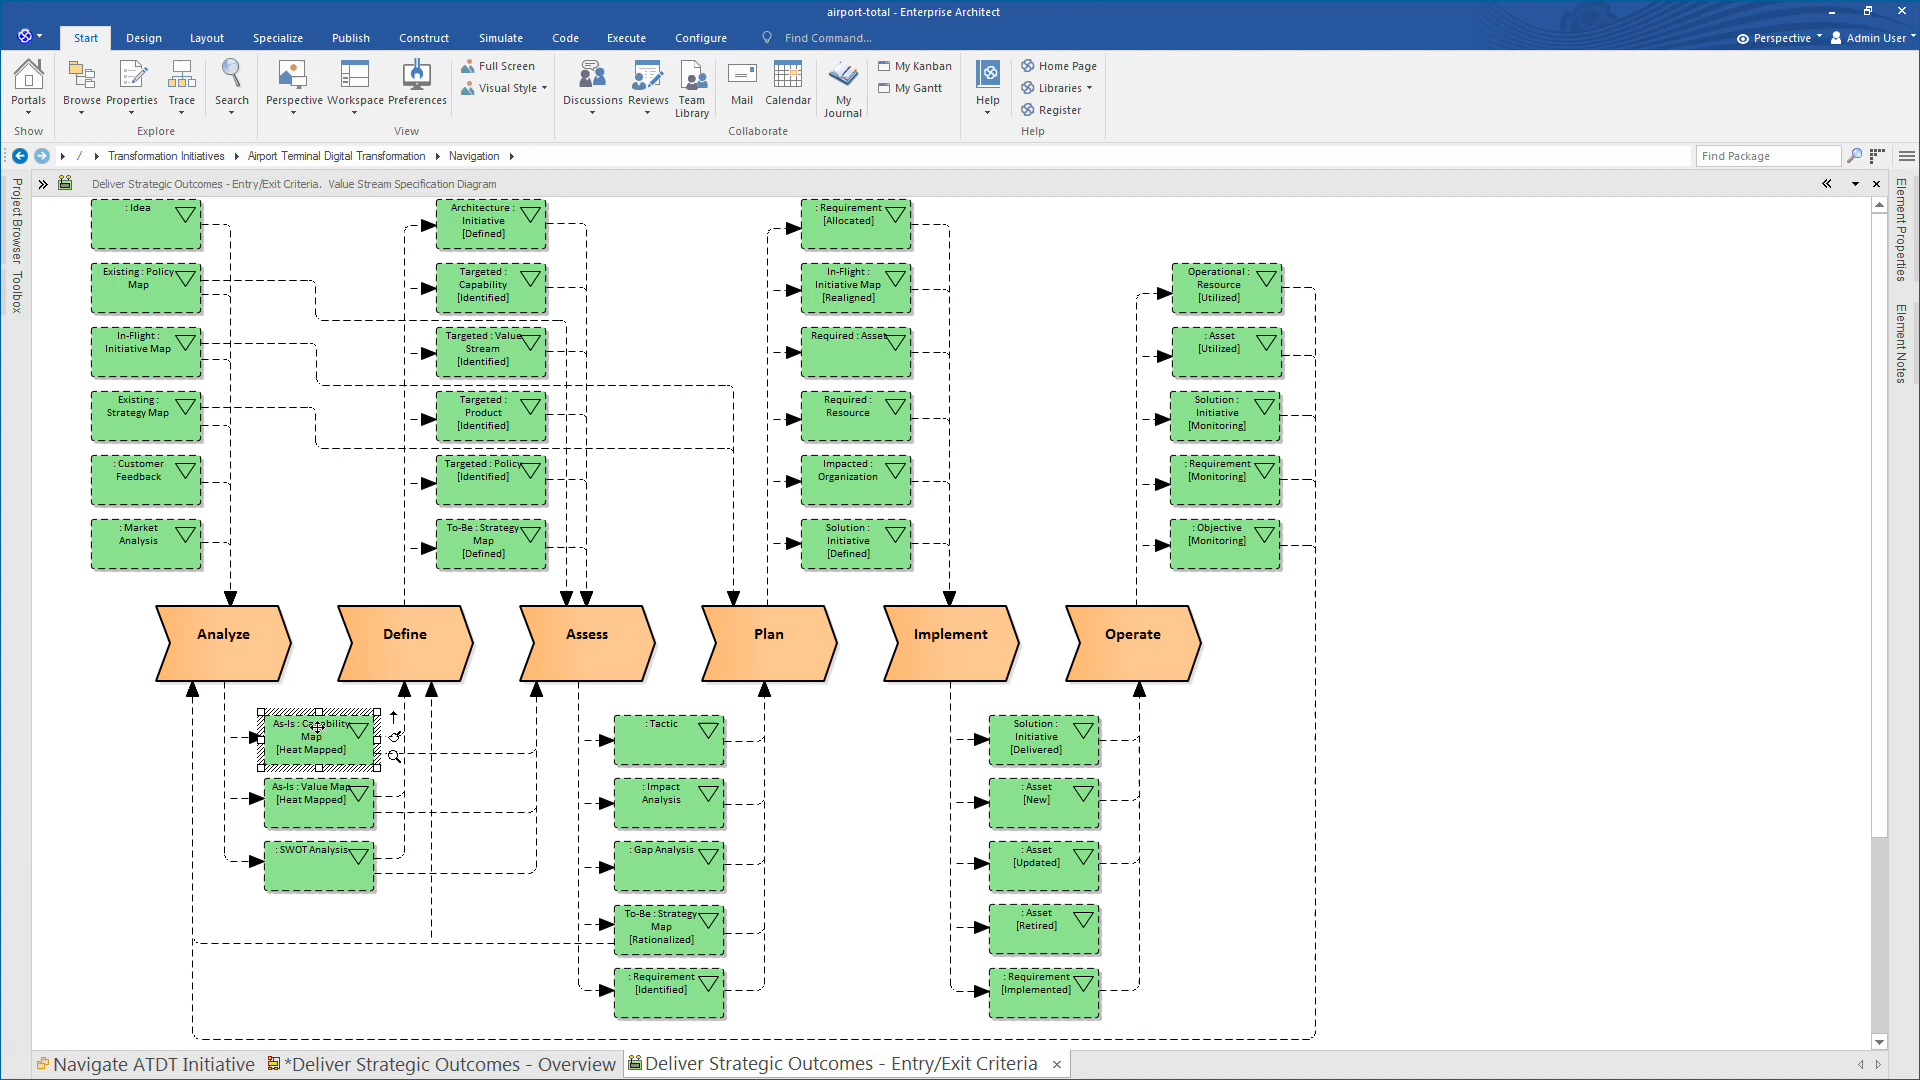 airport-total - Enterprise Architect
Start Design Layout Specialize Publish Construct Simulate Code Execute Configure Find Command...
Perspective Admin User
Portals Browse Properties Trace Search Perspective Workspace Preferences
Full Screen
Visual Style
Discussions Reviews Team Library Mail Calendar My Journal
My Kanban
My Gantt
Help
Home Page
Libraries
Register
Show Explore View Collaborate Help
/ Transformation Initiatives Airport Terminal Digital Transformation Navigation
Find Package
Deliver Strategic Outcomes - Entry/Exit Criteria. Value Stream Specification Diagram
Project Browser
Toolbox
Element Properties
Element Notes
: Idea
Existing : Policy
Map
In-Flight :
Initiative Map
Existing :
Strategy Map
: Customer
Feedback
: Market
Analysis
Architecture :
Initiative
[Defined]
Targeted :
Capability
[Identified]
Targeted : Value
Stream
[Identified]
Targeted :
Product
[Identified]
Targeted : Policy
[Identified]
To-Be : Strategy
Map
[Defined]
: Requirement
[Allocated]
In-Flight :
Initiative Map
[Realigned]
Required : Asset
Required :
Resource
Impacted :
Organization
Solution :
Initiative
[Defined]
Operational :
Resource
[Utilized]
: Asset
[Utilized]
Solution :
Initiative
[Monitoring]
: Requirement
[Monitoring]
: Objective
[Monitoring]
Analyze
Define
Assess
Plan
Implement
Operate
As-Is : Capability
Map
[Heat Mapped]
As-Is : Value Map
[Heat Mapped]
: SWOT Analysis
: Tactic
: Impact
Analysis
: Gap Analysis
To-Be : Strategy
Map
[Rationalized]
: Requirement
[Identified]
Solution :
Initiative
[Delivered]
: Asset
[New]
: Asset
[Updated]
: Asset
[Retired]
: Requirement
[Implemented]
Navigate ATDT Initiative *Deliver Strategic Outcomes - Overview Deliver Strategic Outcomes - Entry/Exit Criteria